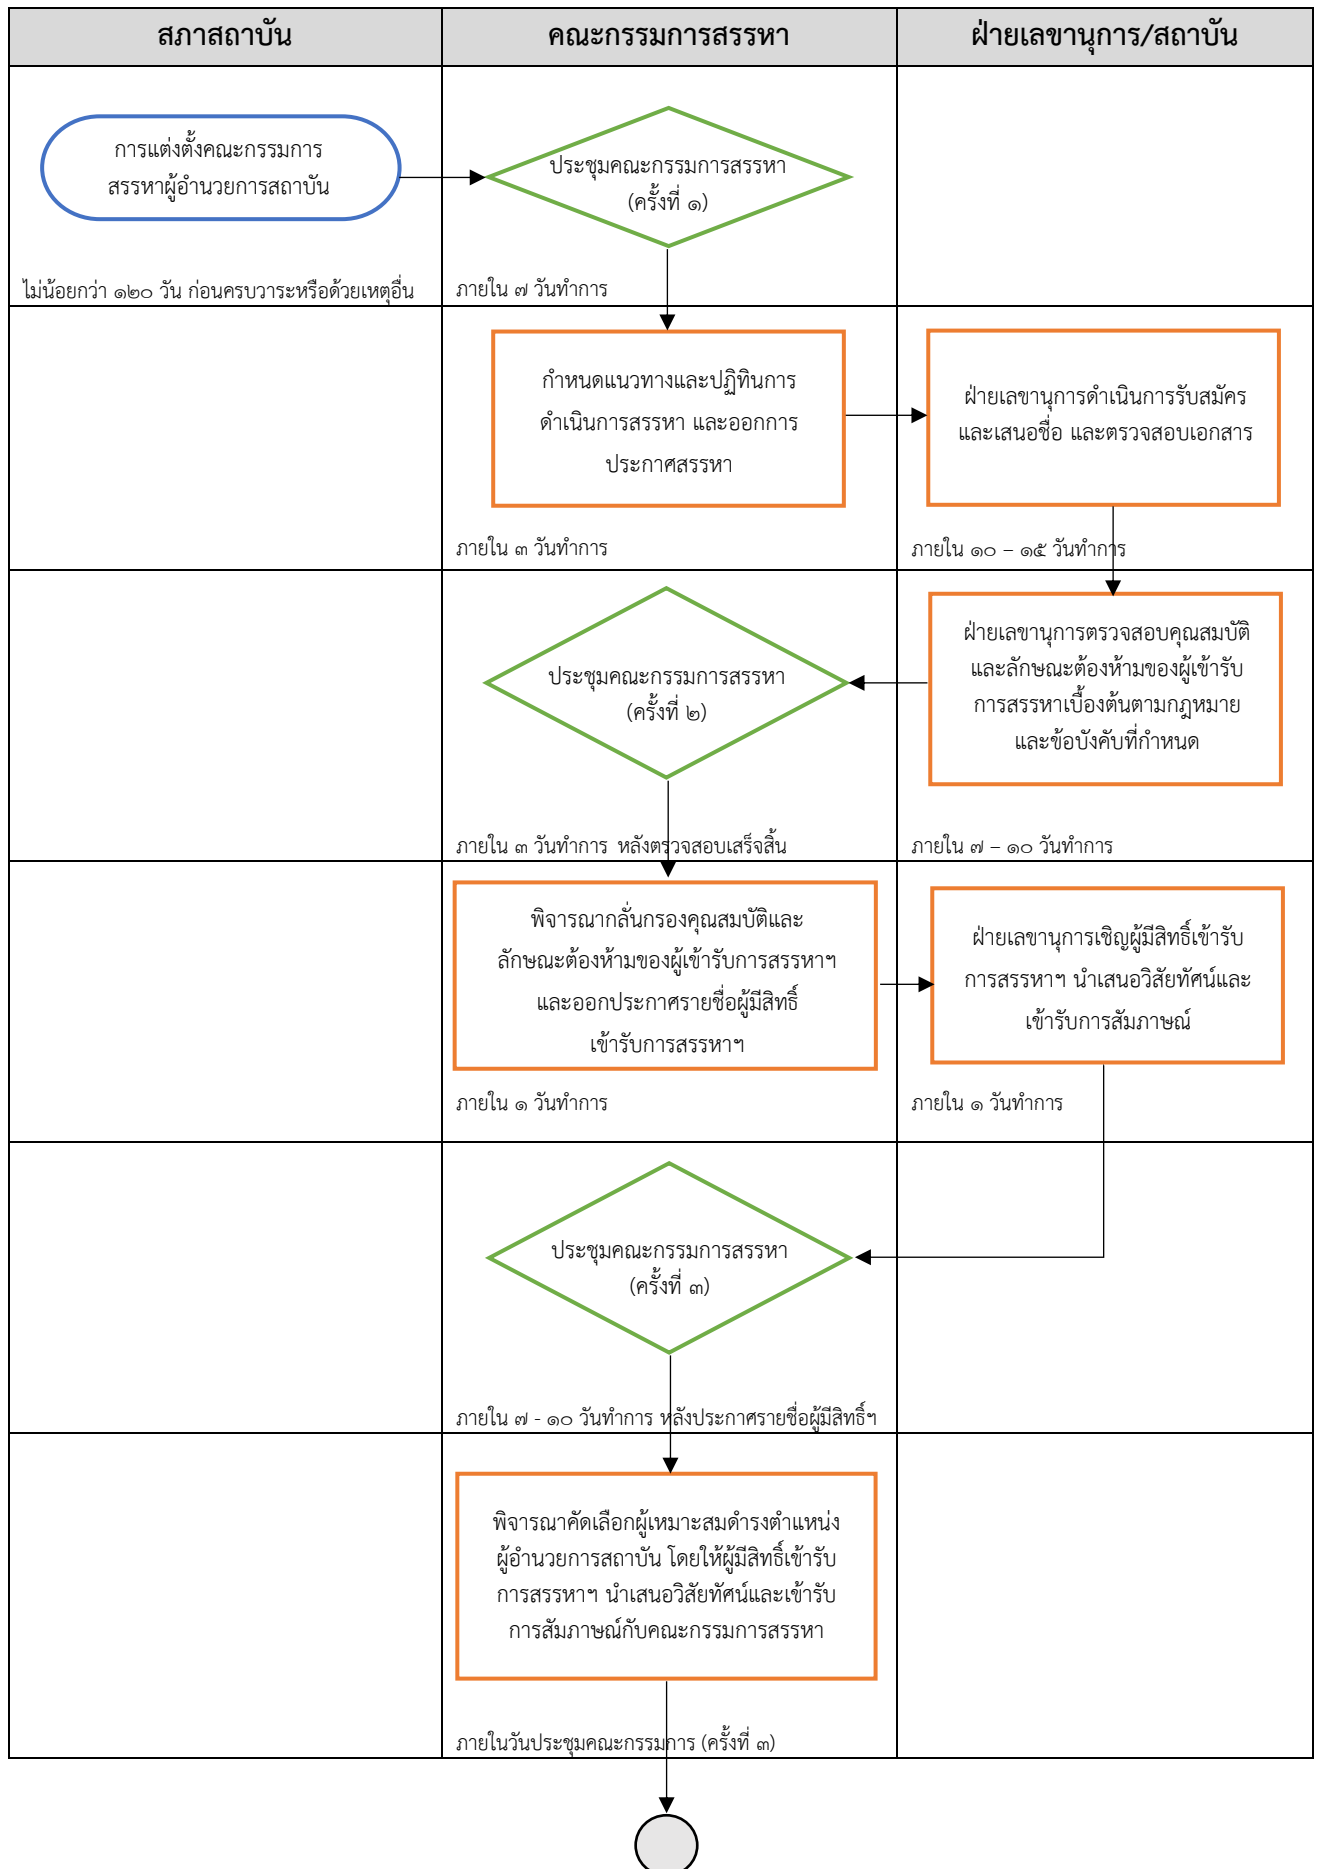 สภาสถาบัน
คณะกรรมการสรรหา
ฝ่ายเลขานุการ/สถาบัน
การแต่งตั้งคณะกรรมการ
สรรหาผู้อำนวยการสถาบัน
ไม่น้อยกว่า ๑๒๐ วัน ก่อนครบวาระหรือด้วยเหตุอื่น
ประชุมคณะกรรมการสรรหา
(ครั้งที่ ๑)
ภายใน ๗ วันทำการ
กำหนดแนวทางและปฏิทินการ
ดำเนินการสรรหา และออกการ
ประกาศสรรหา
ภายใน ๓ วันทำการ
ฝ่ายเลขานุการดำเนินการรับสมัคร
และเสนอชื่อ และตรวจสอบเอกสาร
ภายใน ๑๐ – ๑๕ วันทำการ
ประชุมคณะกรรมการสรรหา
(ครั้งที่ ๒)
ภายใน ๓ วันทำการ หลังตรวจสอบเสร็จสิ้น
ฝ่ายเลขานุการตรวจสอบคุณสมบัติ
และลักษณะต้องห้ามของผู้เข้ารับ
การสรรหาเบื้องต้นตามกฎหมาย
และข้อบังคับที่กำหนด
ภายใน ๗ – ๑๐ วันทำการ
พิจารณากลั่นกรองคุณสมบัติและ
ลักษณะต้องห้ามของผู้เข้ารับการสรรหาฯ
และออกประกาศรายชื่อผู้มีสิทธิ์
เข้ารับการสรรหาฯ
ภายใน ๑ วันทำการ
ฝ่ายเลขานุการเชิญผู้มีสิทธิ์เข้ารับ
การสรรหาฯ นำเสนอวิสัยทัศน์และ
เข้ารับการสัมภาษณ์
ภายใน ๑ วันทำการ
ประชุมคณะกรรมการสรรหา
(ครั้งที่ ๓)
ภายใน ๗ - ๑๐ วันทำการ หลังประกาศรายชื่อผู้มีสิทธิ์ฯ
พิจารณาคัดเลือกผู้เหมาะสมดำรงตำแหน่ง
ผู้อำนวยการสถาบัน โดยให้ผู้มีสิทธิ์เข้ารับ
การสรรหาฯ นำเสนอวิสัยทัศน์และเข้ารับ
การสัมภาษณ์กับคณะกรรมการสรรหา
ภายในวันประชุมคณะกรรมการ (ครั้งที่ ๓)